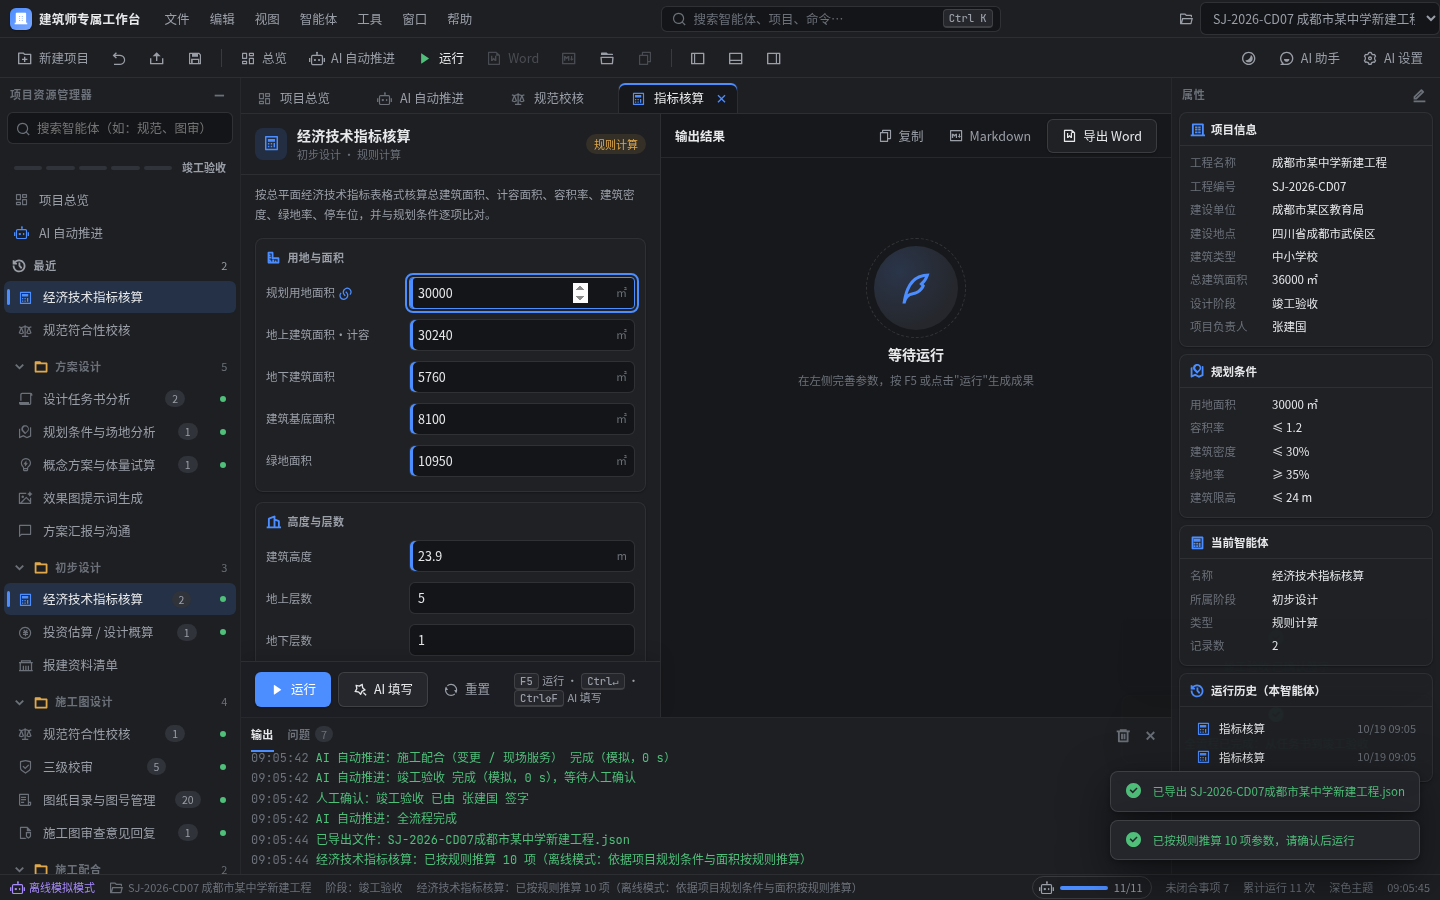 建筑师专属工作台 文件 编辑 视图 智能体 工具 窗口 帮助 搜索智能体、项目、命令… Ctrl K SJ-2026-CD07 成都市某中学新建工程
新建项目 总览 AI 自动推进 运行 Word AI 助手 AI 设置
项目资源管理器
搜索智能体（如：规范、图审）
竣工验收
项目总览
AI 自动推进
最近 2
经济技术指标核算
规范符合性校核
方案设计 5
设计任务书分析 2
规划条件与场地分析 1
概念方案与体量试算 1
效果图提示词生成
方案汇报与沟通
初步设计 3
经济技术指标核算 2
投资估算 / 设计概算 1
报建资料清单
施工图设计 4
规范符合性校核 1
三级校审 5
图纸目录与图号管理 20
施工图审查意见回复 1
施工配合 2
项目总览 AI 自动推进 规范校核 指标核算
经济技术指标核算
初步设计 · 规则计算
规则计算
按总平面经济技术指标表格式核算总建筑面积、计容面积、容积率、建筑密
度、绿地率、停车位，并与规划条件逐项比对。
用地与面积
规划用地面积 30000 ㎡
地上建筑面积 · 计容 30240 ㎡
地下建筑面积 5760 ㎡
建筑基底面积 8100 ㎡
绿地面积 10950 ㎡
高度与层数
建筑高度 23.9 m
地上层数 5
地下层数 1
运行 AI 填写 重置 F5 运行 · Ctrl↵ ·
Ctrl⇧F AI 填写
输出结果 复制 Markdown 导出 Word
等待运行
在左侧完善参数，按 F5 或点击"运行"生成成果
输出 问题 7
09:05:42 AI 自动推进：施工配合（变更 / 现场服务） 完成（模拟，0 s）
09:05:42 AI 自动推进：竣工验收 完成（模拟，0 s），等待人工确认
09:05:42 人工确认：竣工验收 已由 张建国 签字
09:05:42 AI 自动推进：全流程完成
09:05:44 已导出文件：SJ-2026-CD07成都市某中学新建工程.json
09:05:44 经济技术指标核算：已按规则推算 10 项（离线模式：依据项目规划条件与面积按规则推算）
属性
项目信息
工程名称 成都市某中学新建工程
工程编号 SJ-2026-CD07
建设单位 成都市某区教育局
建设地点 四川省成都市武侯区
建筑类型 中小学校
总建筑面积 36000 ㎡
设计阶段 竣工验收
项目负责人 张建国
规划条件
用地面积 30000 ㎡
容积率 ≤ 1.2
建筑密度 ≤ 30%
绿地率 ≥ 35%
建筑限高 ≤ 24 m
当前智能体
名称 经济技术指标核算
所属阶段 初步设计
类型 规则计算
记录数 2
运行历史（本智能体）
指标核算 10/19 09:05
指标核算 10/19 09:05
已导出 SJ-2026-CD07成都市某中学新建工程.json
已按规则推算 10 项参数，请确认后运行
离线模拟模式 SJ-2026-CD07 成都市某中学新建工程 阶段：竣工验收 经济技术指标核算：已按规则推算 10 项（离线模式：依据项目规划条件与面积按规则推算） 11/11 未闭合事项 7 累计运行 11 次 深色主题 09:05:45